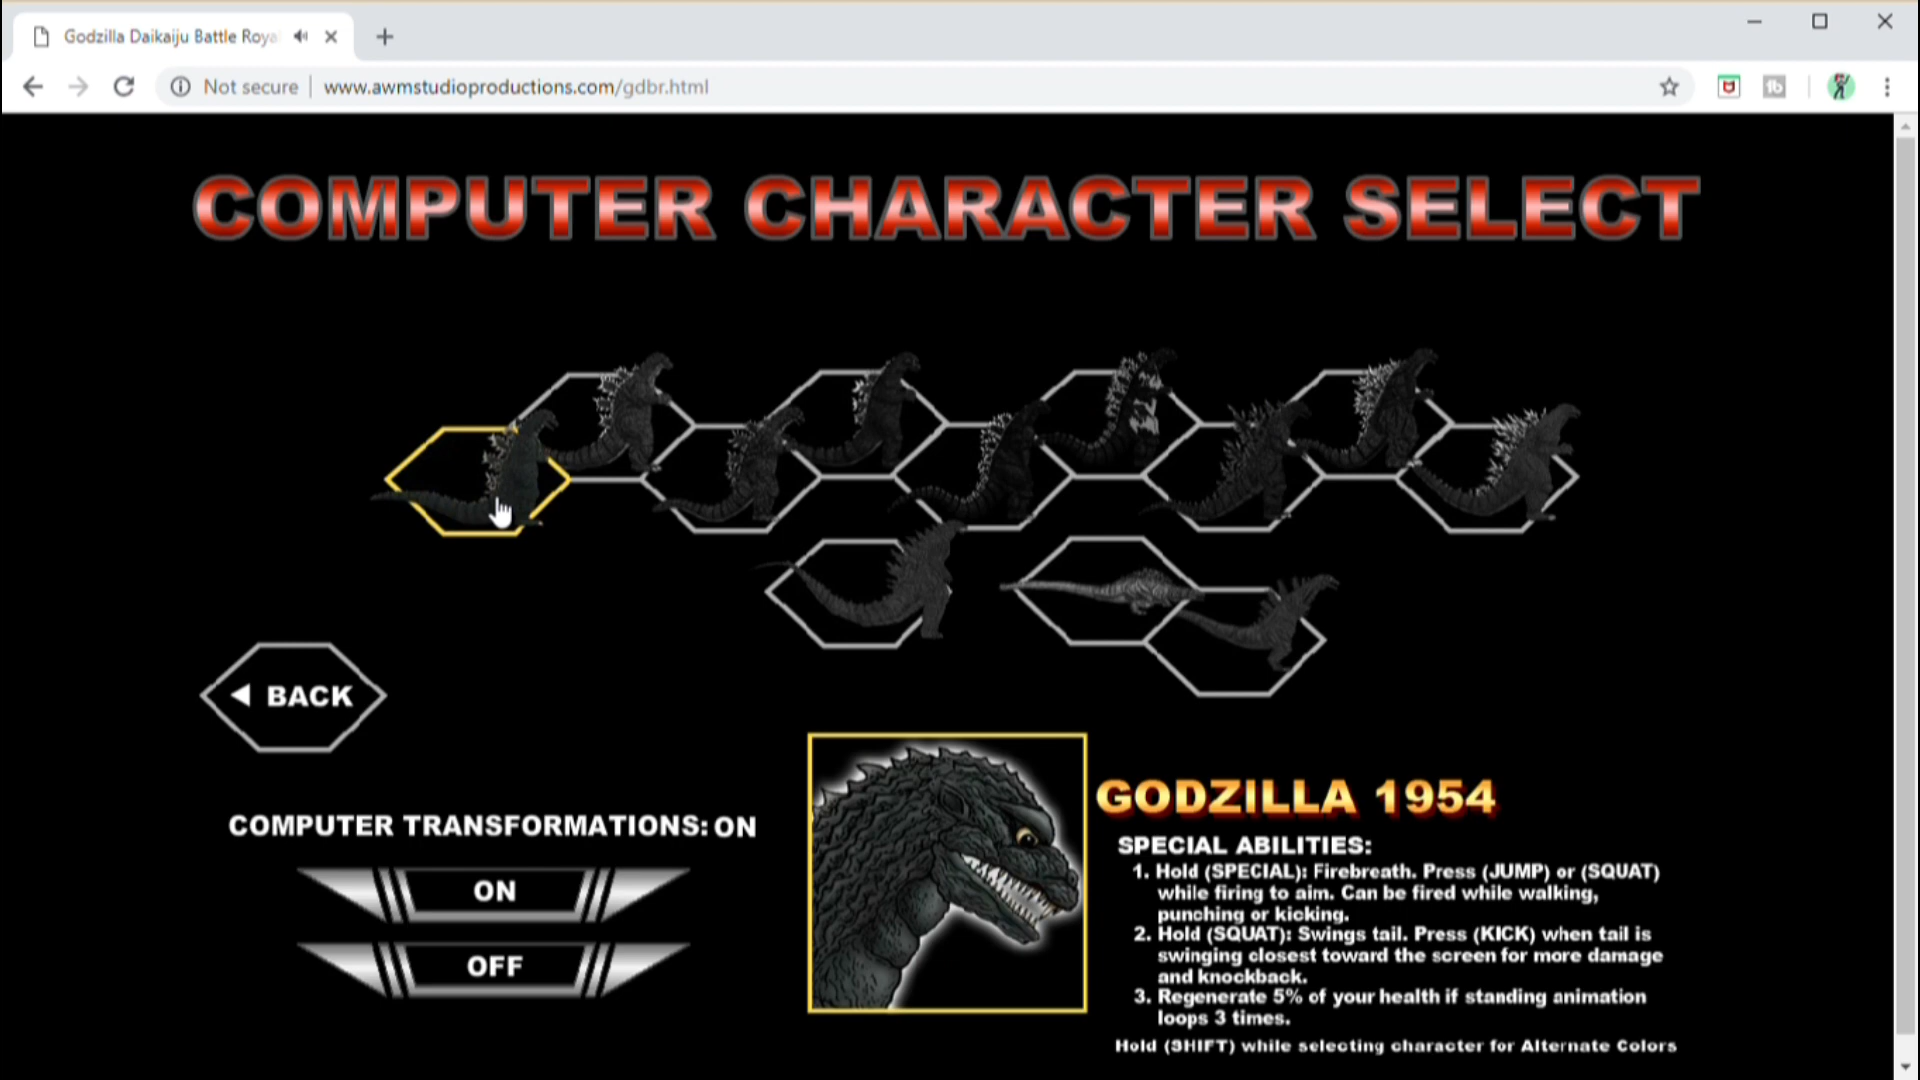 Godzilla Daikaiju Battle Roya
Not secure www.awmstudioproductions.com/gdbr.html
COMPUTER CHARACTER SELECT
BACK
COMPUTER TRANSFORMATIONS: ON
ON
OFF
GODZILLA 1954
SPECIAL ABILITIES:
1. Hold (SPECIAL): Firebreath. Press (JUMP) or (SQUAT)
while firing to aim. Can be fired while walking,
punching or kicking.
2. Hold (SQUAT): Swings tail. Press (KICK) when tail is
swinging closest toward the screen for more damage
and knockback.
3. Regenerate 5% of your health if standing animation
loops 3 times.
Hold (SHIFT) while selecting character for Alternate Colors